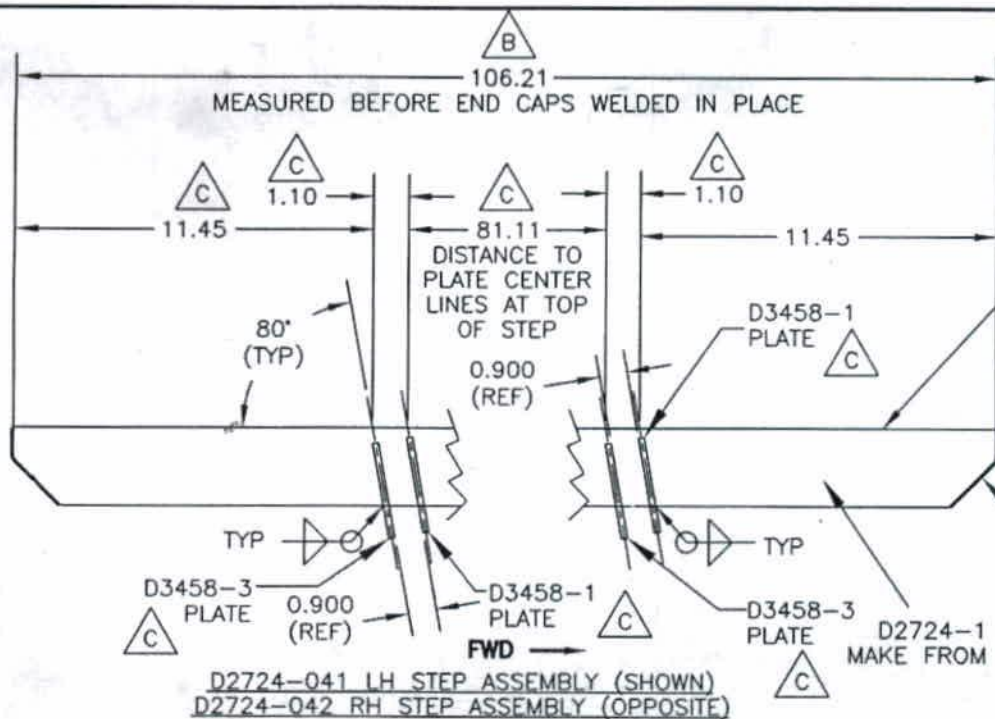 B
106.21
MEASURED BEFORE END CAPS WELDED IN PLACE
C
C
C
C
1.10
1.10
11.45
81.11
11.45
DISTANCE TO
PLATE CENTER
LINES AT TOP
OF STEP
80°
(TYP)
0.900
(REF)
D3458-1
PLATE
C
TYP
TYP
D3458-3
PLATE
C
0.900
(REF)
D3458-1
PLATE
C
D3458-3
PLATE
C
D2724-1
MAKE FROM
FWD
D2724-041 LH STEP ASSEMBLY (SHOWN)
D2724-042 RH STEP ASSEMBLY (OPPOSITE)